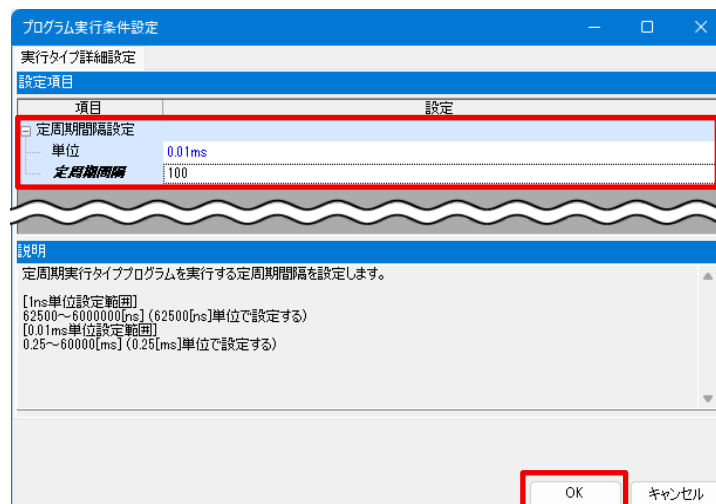 プログラム実行条件設定
実行タイプ詳細設定
設定項目
項目 設定
定周期間隔設定
単位 0.01ms
定周期間隔 100
説明
定周期実行タイププログラムを実行する定周期間隔を設定します。
[1ns単位設定範囲]
62500～6000000[ns] (62500[ns]単位で設定する)
[0.01ms単位設定範囲]
0.25～60000[ms] (0.25[ms]単位で設定する)
OK キャンセル